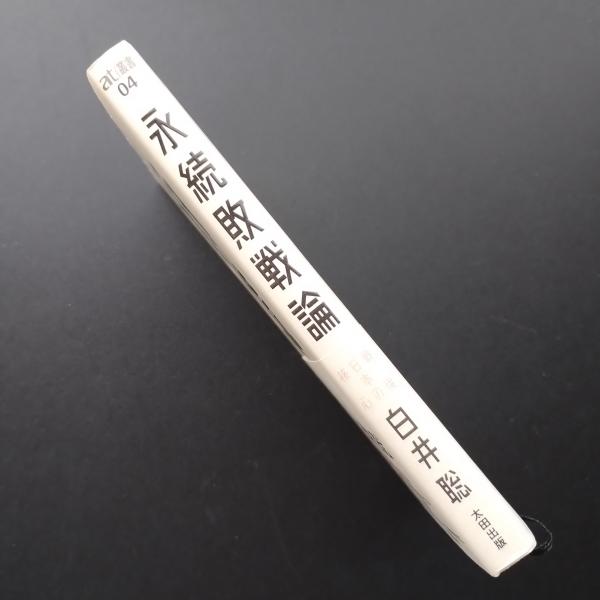 at叢書
04
永続敗戦論
戦後
日本の
核心
白井聡
太田出版